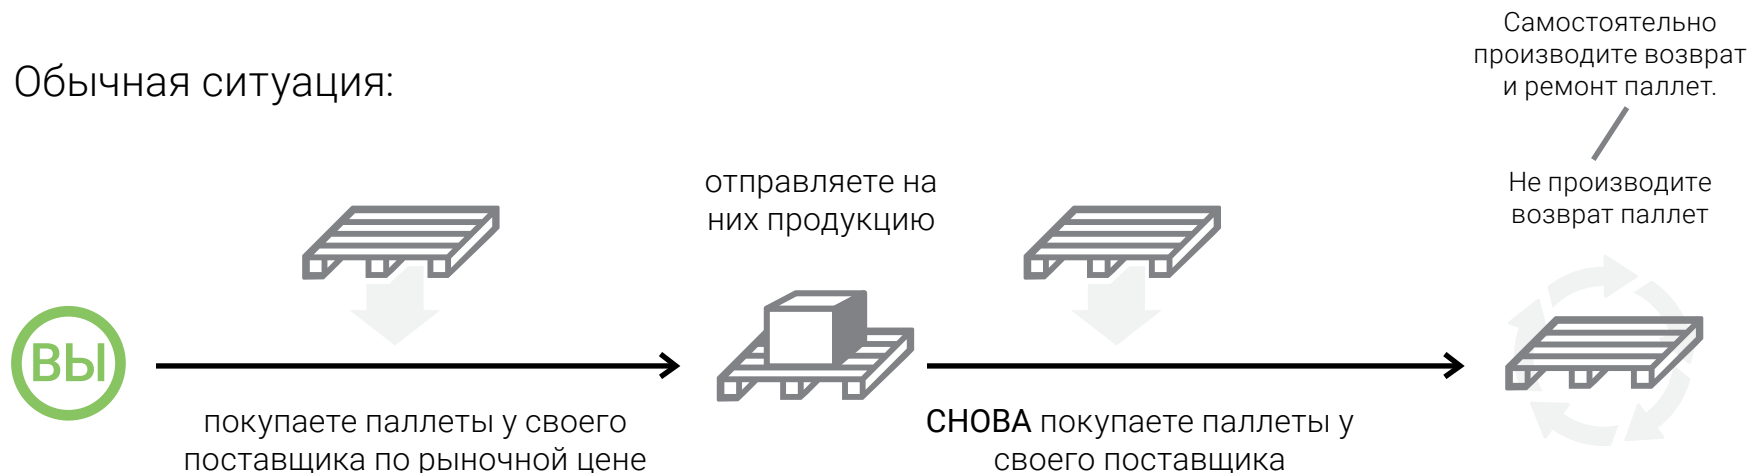 Обычная ситуация:
ВЫ
покупаете паллеты у своего
поставщика по рыночной цене
отправляете на
них продукцию
СНОВА покупаете паллеты у
своего поставщика
Самостоятельно
производите возврат
и ремонт паллет.
Не производите
возврат паллет